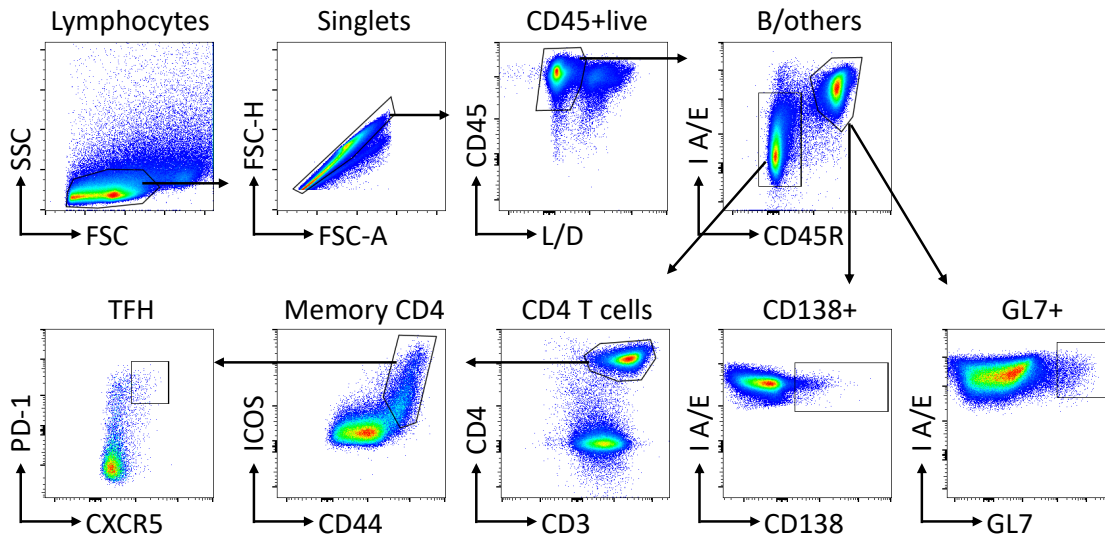 Lymphocytes
SSC
FSC
Singlets
FSC-H
FSC-A
CD45+live
CD45
L/D
B/others
I A/E
CD45R
TFH
PD-1
CXCR5
Memory CD4
ICOS
CD44
CD4 T cells
CD4
CD3
CD138+
I A/E
CD138
GL7+
I A/E
GL7